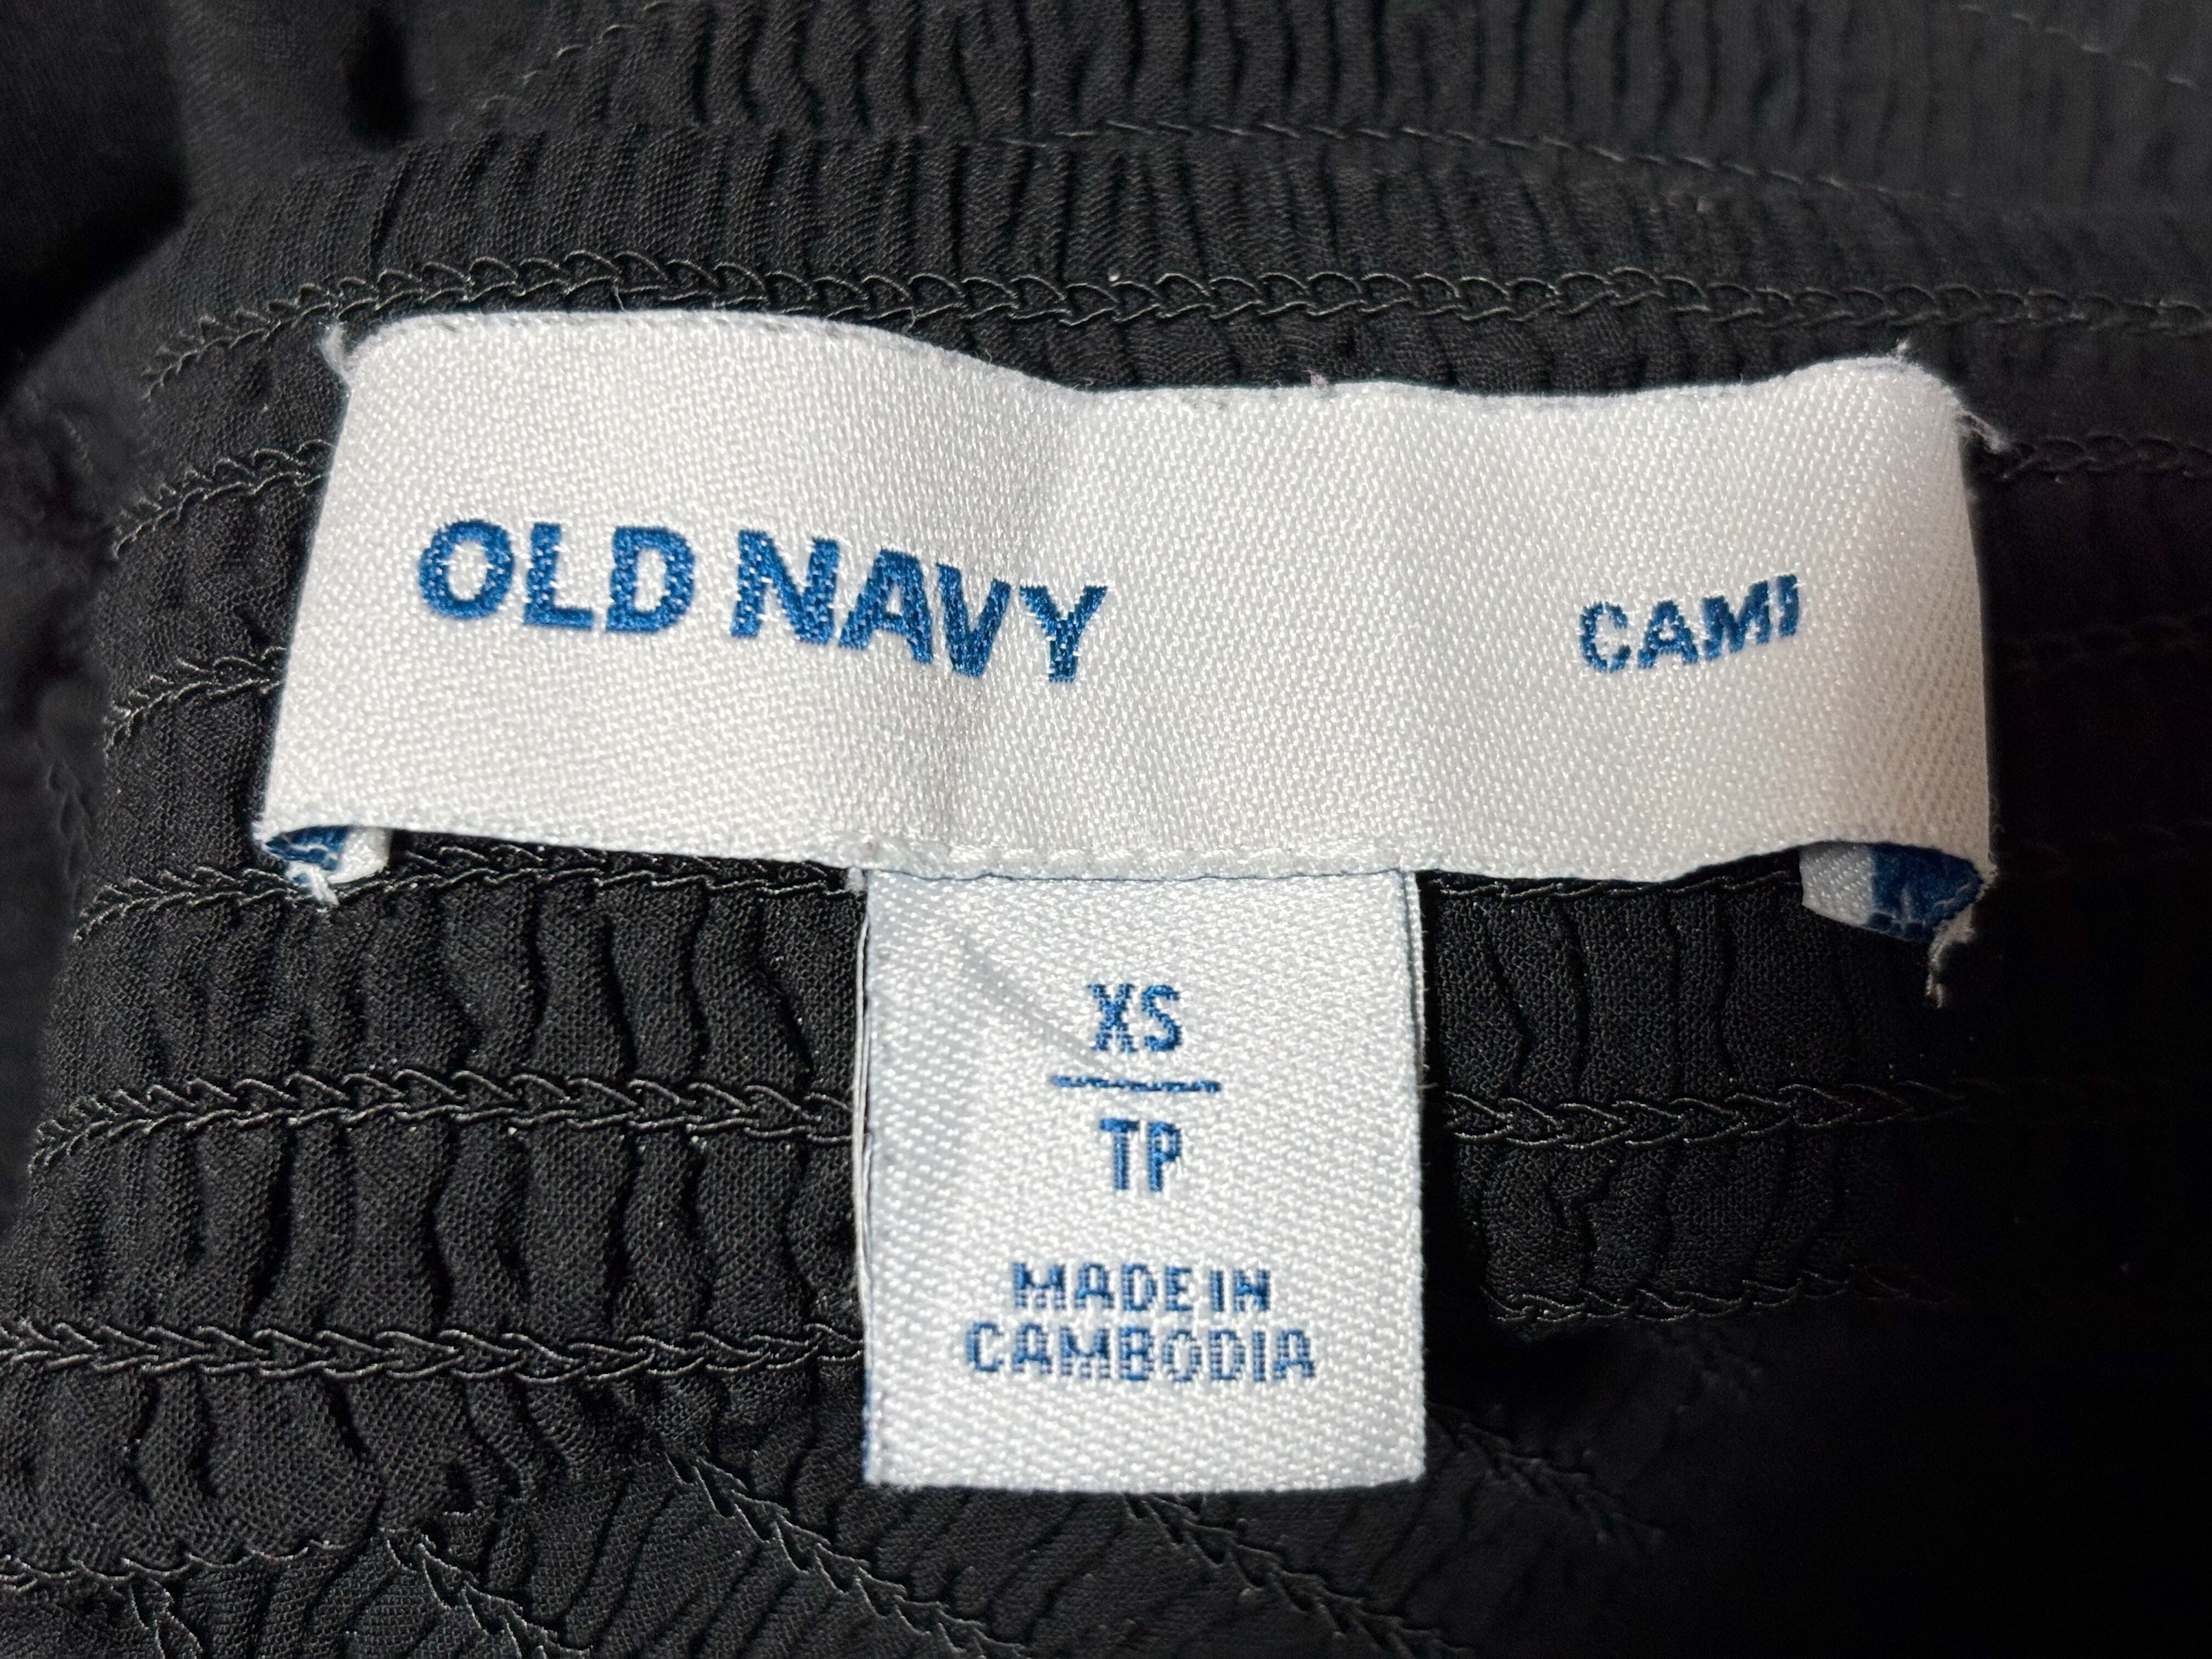 OLD NAVY CAMI
XS
TP
MADE IN
CAMBODIA